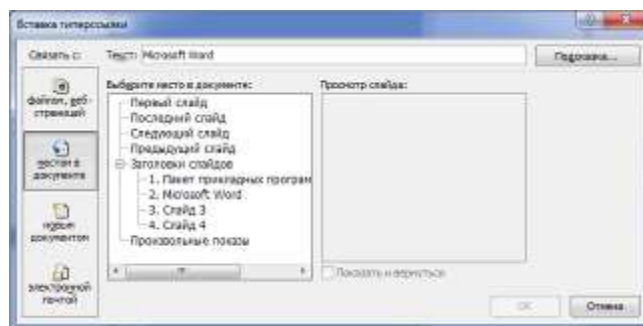 Вставка гиперссылки
Связать с:
Текст: Microsoft Word
Подсказка...
файлом, веб-
страницей
местом в
документе
новым
документом
электронной
почтой
Выберите место в документе:
Первый слайд
Последний слайд
Следующий слайд
Предыдущий слайд
Заголовки слайдов
1. Пакет прикладных програм
2. Microsoft Word
3. Слайд 3
4. Слайд 4
Произвольные показы
Просмотр слайда:
Показать и вернуться
ОК
Отмена